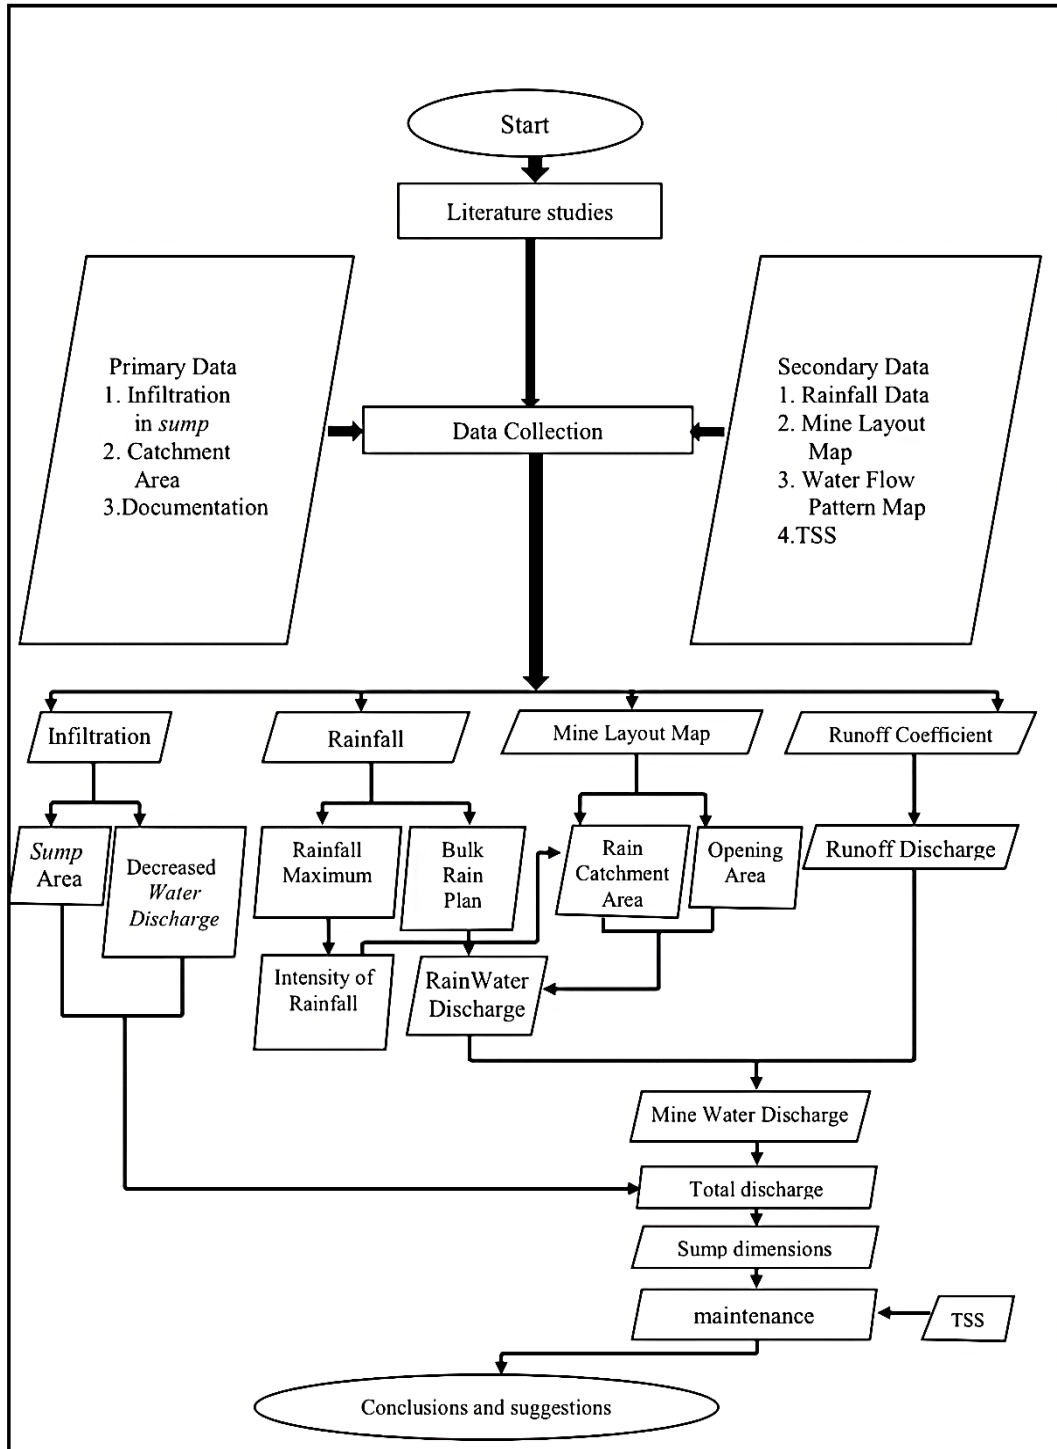 Start
Literature studies
Primary Data
1. Infiltration
in sump
2. Catchment
Area
3.Documentation
Data Collection
Secondary Data
1. Rainfall Data
2. Mine Layout
Map
3. Water Flow
Pattern Map
4.TSS
Infiltration
Rainfall
Mine Layout Map
Runoff Coefficient
Sump
Area
Decreased
Water
Discharge
Rainfall
Maximum
Bulk
Rain
Plan
Rain
Catchment
Area
Opening
Area
Runoff Discharge
Intensity of
Rainfall
RainWater
Discharge
Mine Water Discharge
Total discharge
Sump dimensions
maintenance
TSS
Conclusions and suggestions